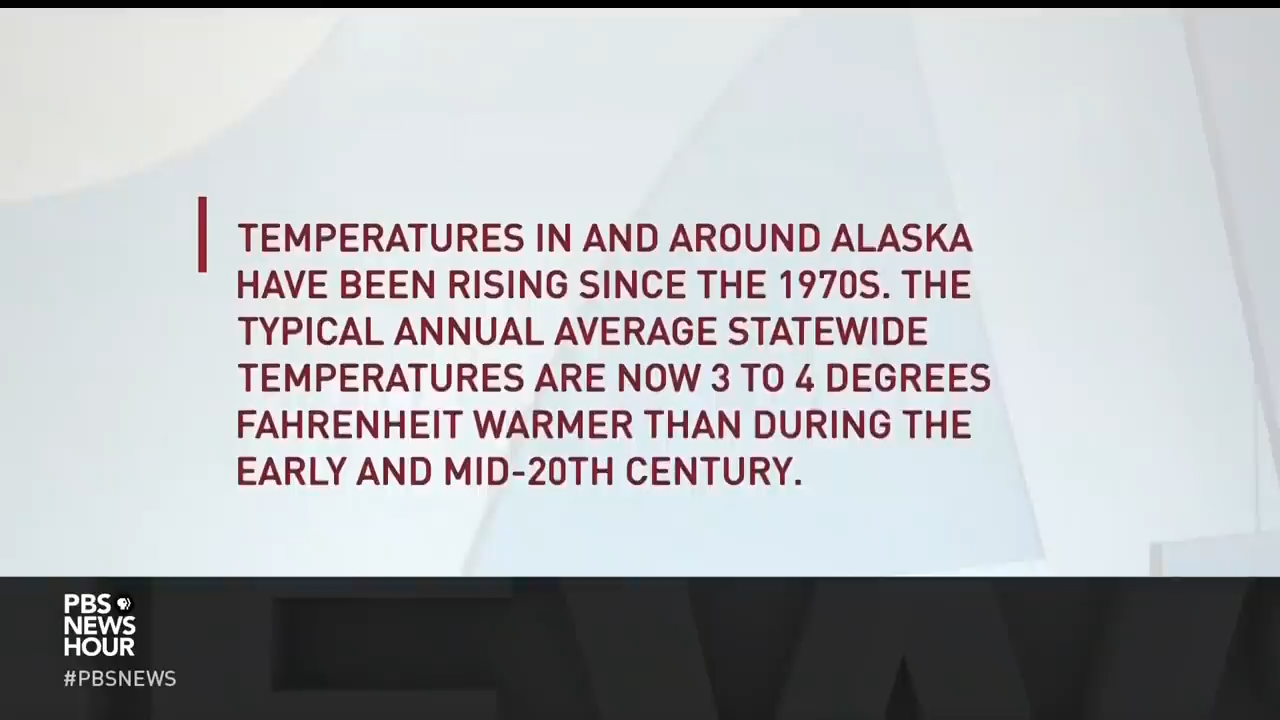 TEMPERATURES IN AND AROUND ALASKA
HAVE BEEN RISING SINCE THE 1970S. THE
TYPICAL ANNUAL AVERAGE STATEWIDE
TEMPERATURES ARE NOW 3 TO 4 DEGREES
FAHRENHEIT WARMER THAN DURING THE
EARLY AND MID-20TH CENTURY.
PBS
NEWS
HOUR
#PBSNEWS